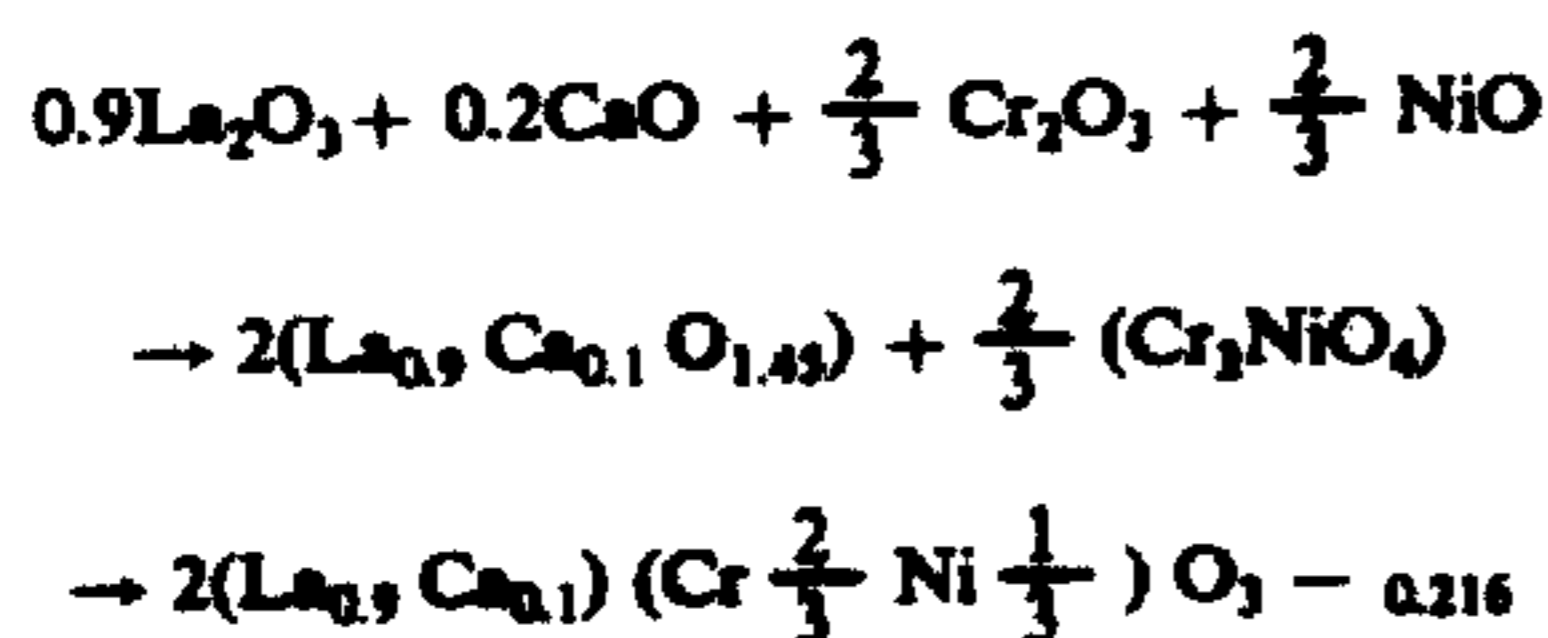 0.9La₂O₃ + 0.2CaO + 2/3 Cr₂O₃ + 2/3 NiO
→ 2(La₀.₉ Ca₀.₁ O₁.₄₅) + 2/3 (Cr₂NiO₄)
→ 2(La₀.₉ Ca₀.₁) (Cr 2/3 Ni 1/3 ) O₃ − ₀.₂₁₆